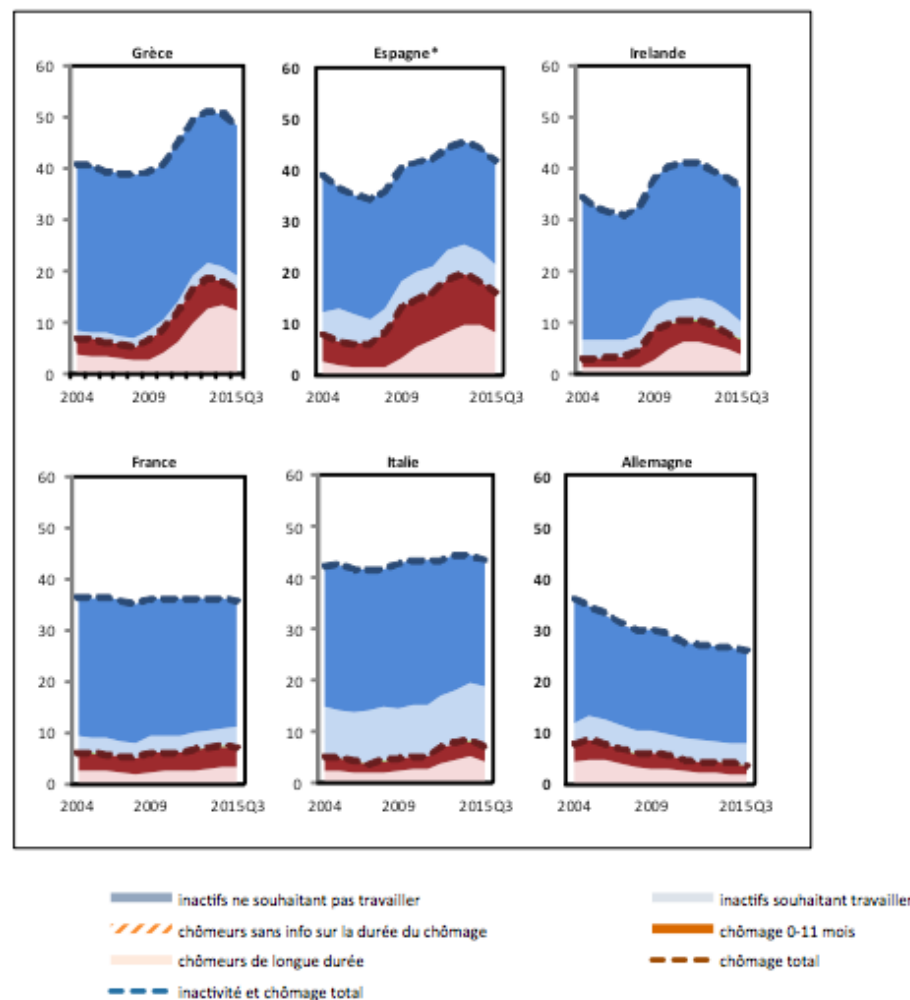 Grèce Espagne* Irelande
60 60 60
50 50 50
40 40 40
30 30 30
20 20 20
10 10 10
0 0 0
2004 2009 2015Q3 2004 2009 2015Q3 2004 2009 2015Q3
France Italie Allemagne
60 60 60
50 50 50
40 40 40
30 30 30
20 20 20
10 10 10
0 0 0
2004 2009 2015Q3 2004 2009 2015Q3 2004 2009 2015Q3
inactifs ne souhaitant pas travailler inactifs souhaitant travailler
chômeurs sans info sur la durée du chômage chômage 0-11 mois
chômeurs de longue durée chômage total
inactivité et chômage total